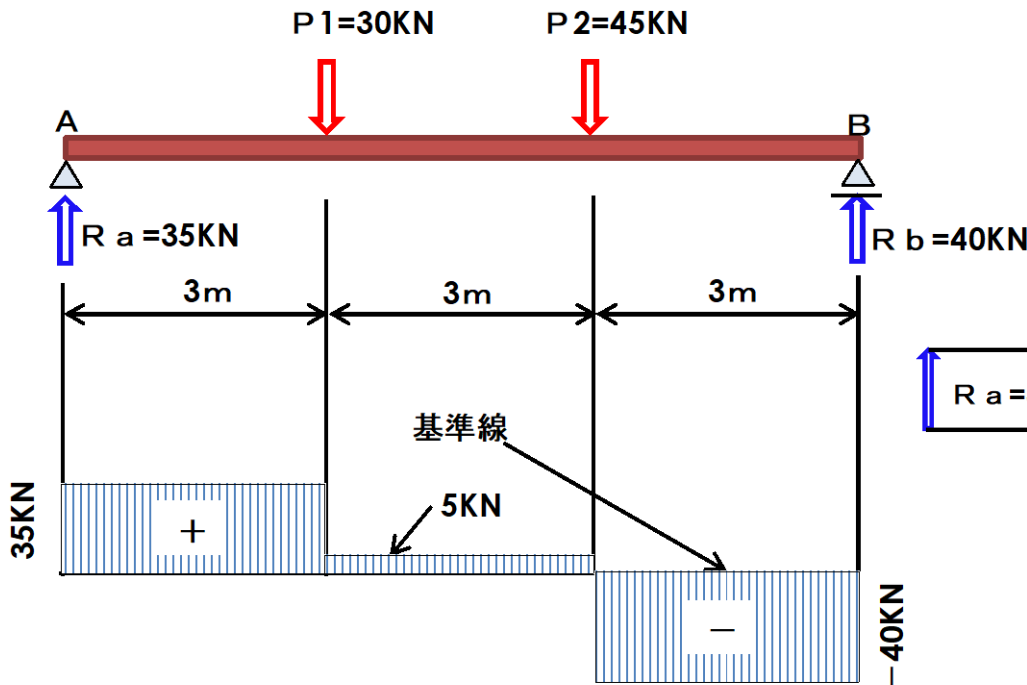 P1=30KN
P2=45KN
A
B
Ra=35KN
Rb=40KN
3m
3m
3m
Ra=
基準線
5KN
35KN
+
−
−40KN